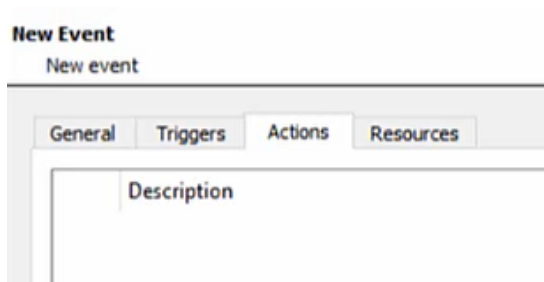 New Event
New event
General Triggers Actions Resources
Description